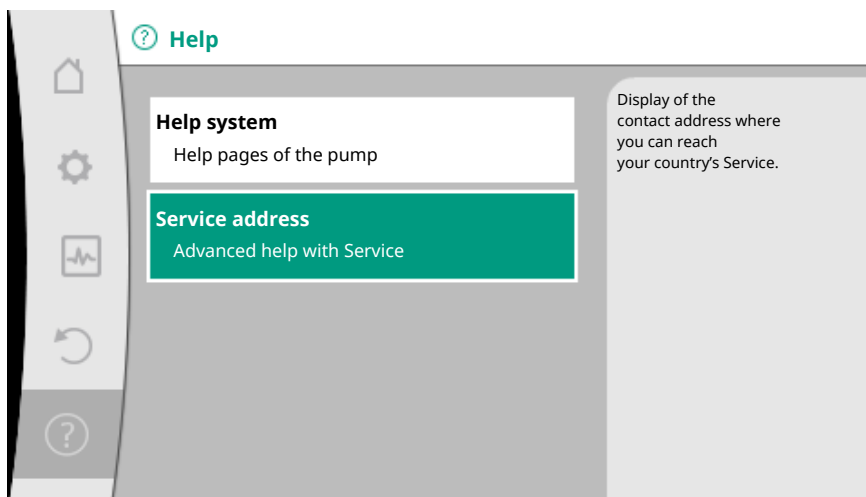 Help
Help system
Help pages of the pump
Service address
Advanced help with Service
Display of the
contact address where
you can reach
your country’s Service.